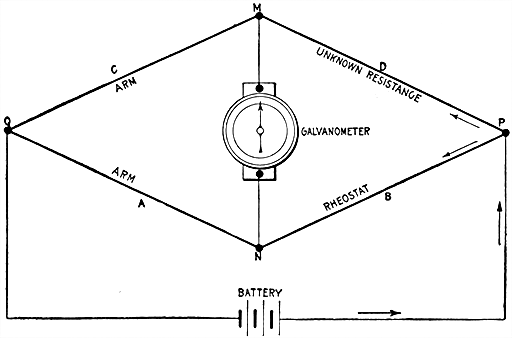 M
C
ARM
D
UNKNOWN RESISTANCE
Q
P
GALVANOMETER
ARM
A
RHEOSTAT
B
N
BATTERY